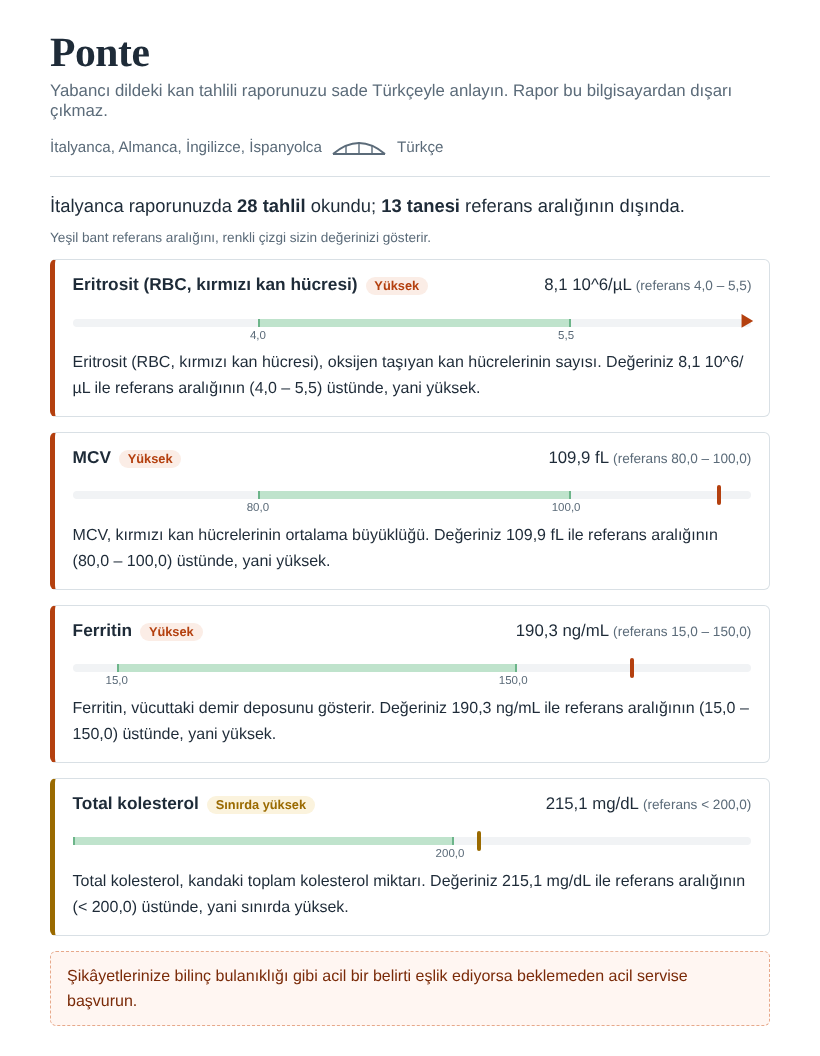 Ponte
Yabancı dildeki kan tahlili raporunuzu sade Türkçeyle anlayın. Rapor bu bilgisayardan dışarı
çıkmaz.
İtalyanca, Almanca, İngilizce, İspanyolca Türkçe
İtalyanca raporunuzda 28 tahlil okundu; 13 tanesi referans aralığının dışında.
Yeşil bant referans aralığını, renkli çizgi sizin değerinizi gösterir.
Eritrosit (RBC, kırmızı kan hücresi) Yüksek 8,1 10^6/µL (referans 4,0 – 5,5)
4,0 5,5
Eritrosit (RBC, kırmızı kan hücresi), oksijen taşıyan kan hücrelerinin sayısı. Değeriniz 8,1 10^6/
µL ile referans aralığının (4,0 – 5,5) üstünde, yani yüksek.
MCV Yüksek 109,9 fL (referans 80,0 – 100,0)
80,0 100,0
MCV, kırmızı kan hücrelerinin ortalama büyüklüğü. Değeriniz 109,9 fL ile referans aralığının
(80,0 – 100,0) üstünde, yani yüksek.
Ferritin Yüksek 190,3 ng/mL (referans 15,0 – 150,0)
15,0 150,0
Ferritin, vücuttaki demir deposunu gösterir. Değeriniz 190,3 ng/mL ile referans aralığının (15,0 –
150,0) üstünde, yani yüksek.
Total kolesterol Sınırda yüksek 215,1 mg/dL (referans < 200,0)
200,0
Total kolesterol, kandaki toplam kolesterol miktarı. Değeriniz 215,1 mg/dL ile referans aralığının
(< 200,0) üstünde, yani sınırda yüksek.
Şikâyetlerinize bilinç bulanıklığı gibi acil bir belirti eşlik ediyorsa beklemeden acil servise
başvurun.